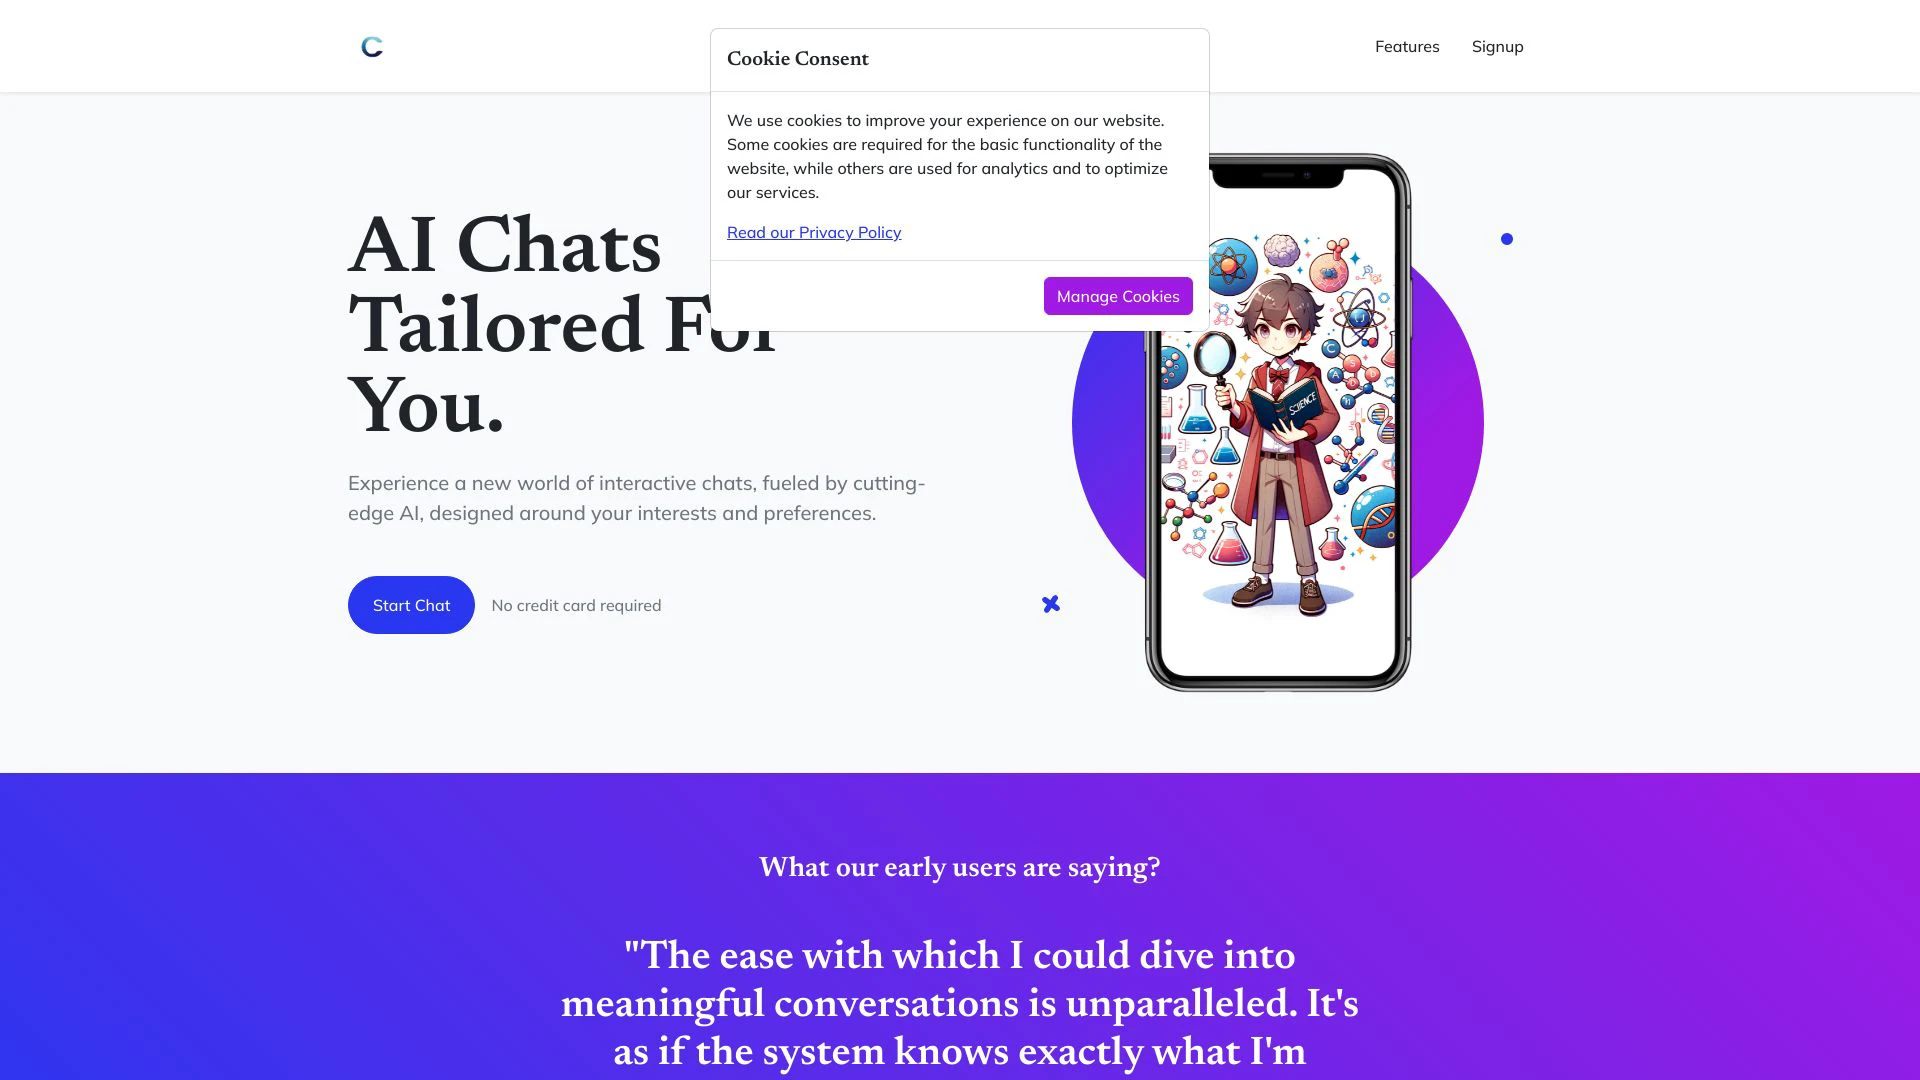 C
Features
Signup
Cookie Consent
We use cookies to improve your experience on our website.
Some cookies are required for the basic functionality of the
website, while others are used for analytics and to optimize
our services.
Read our Privacy Policy
Manage Cookies
AI Chats
Tailored For
You.
Experience a new world of interactive chats, fueled by cutting-
edge AI, designed around your interests and preferences.
Start Chat
No credit card required
SCIENCE
What our early users are saying?
"The ease with which I could dive into
meaningful conversations is unparalleled. It's
as if the system knows exactly what I'm